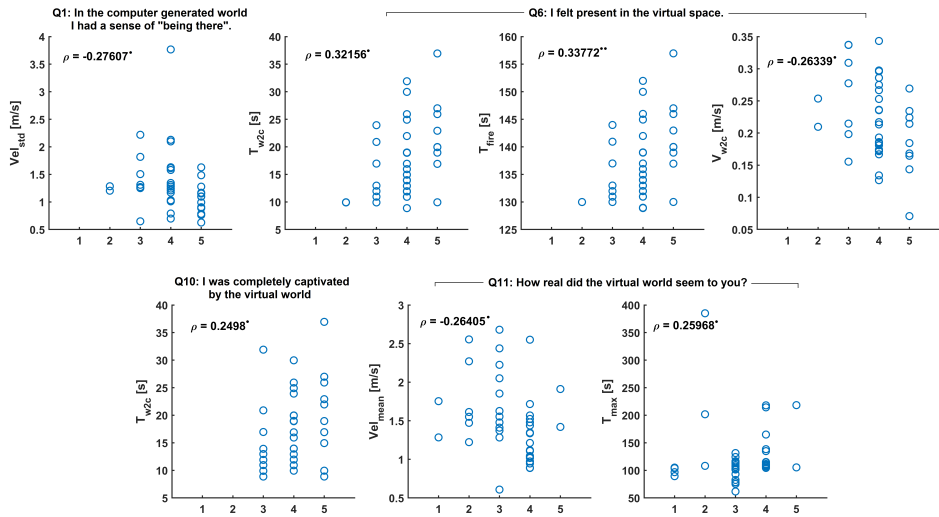 Q1: In the computer generated world
I had a sense of "being there".
Q6: I felt present in the virtual space.
ρ = -0.27607*
Vel_std [m/s]
4
3.5
3
2.5
2
1.5
1
0.5
1 2 3 4 5
ρ = 0.32156*
T_w2c [s]
40
35
30
25
20
15
10
5
1 2 3 4 5
ρ = 0.33772**
T_fire [s]
160
155
150
145
140
135
130
125
1 2 3 4 5
ρ = -0.26339*
V_w2c [m/s]
0.35
0.3
0.25
0.2
0.15
0.1
0.05
1 2 3 4 5
Q10: I was completely captivated
by the virtual world
Q11: How real did the virtual world seem to you?
ρ = 0.2498*
T_w2c [s]
40
35
30
25
20
15
10
5
1 2 3 4 5
ρ = -0.26405*
Vel_mean [m/s]
3
2.5
2
1.5
1
0.5
1 2 3 4 5
ρ = 0.25968*
T_max [s]
400
350
300
250
200
150
100
50
1 2 3 4 5